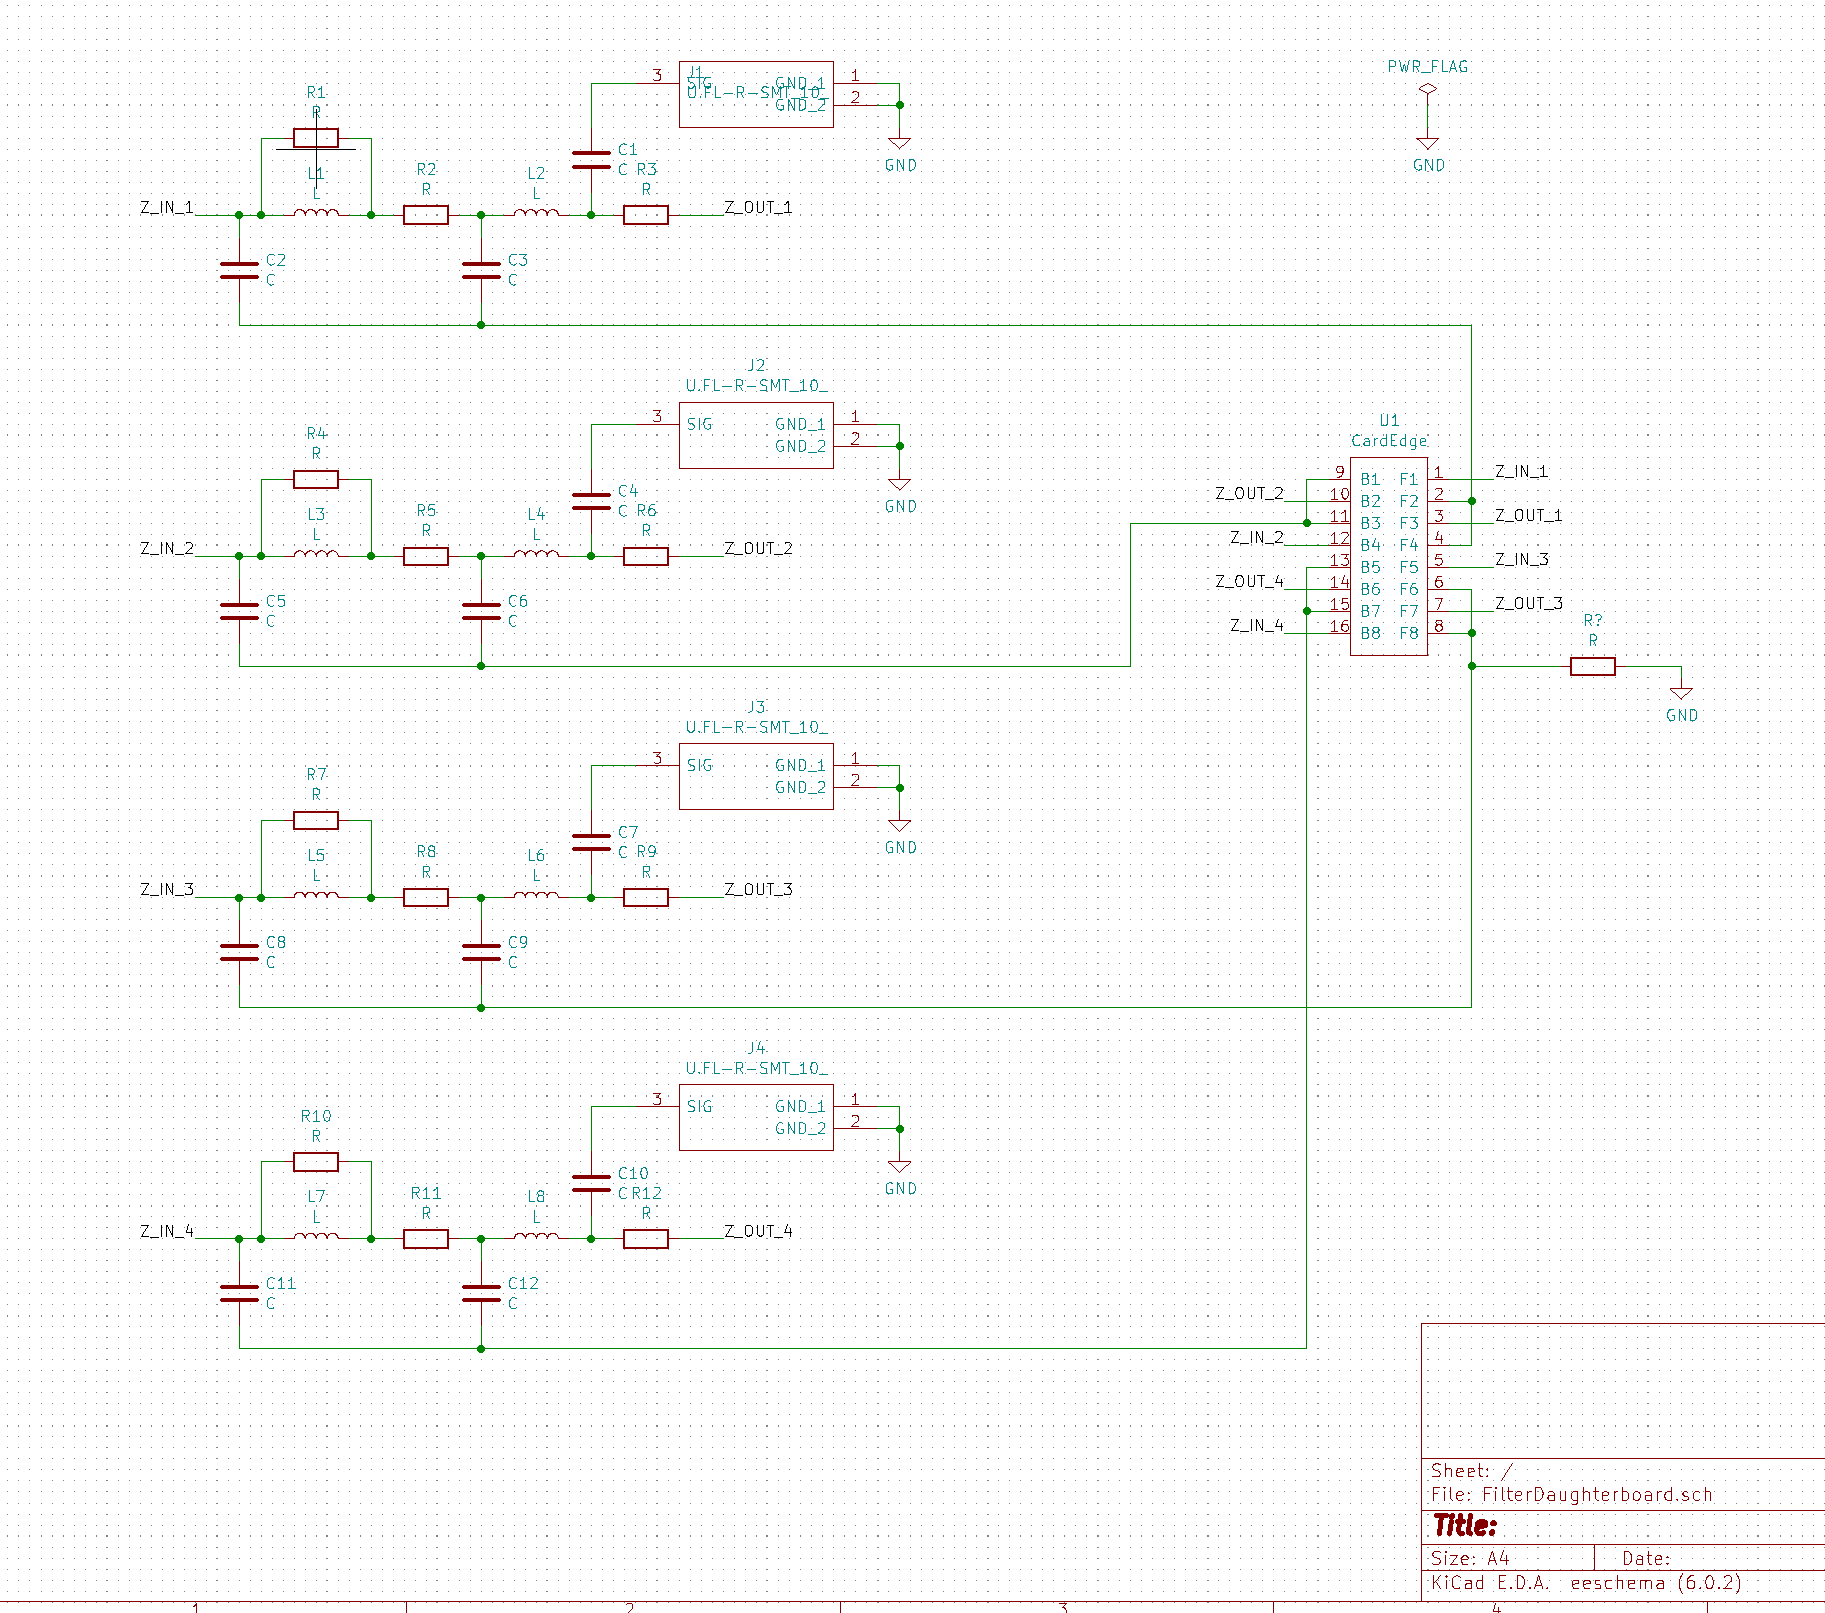 J1
U.FL-R-SMT_10_
3
SIG
GND_1
1
GND_2
2
GND
PWR_FLAG
GND
R1
R
L1
L
R2
R
L2
L
C1
C
R3
R
Z_IN_1
Z_OUT_1
C2
C
C3
C
J2
U.FL-R-SMT_10_
3
SIG
GND_1
1
GND_2
2
GND
R4
R
L3
L
R5
R
L4
L
C4
C
R6
R
Z_IN_2
Z_OUT_2
C5
C
C6
C
U1
CardEdge
9 B1 F1 1 Z_IN_1
Z_OUT_2 10 B2 F2 2
11 B3 F3 3 Z_OUT_1
Z_IN_2 12 B4 F4 4
13 B5 F5 5 Z_IN_3
Z_OUT_4 14 B6 F6 6
15 B7 F7 7 Z_OUT_3
Z_IN_4 16 B8 F8 8
R?
R
GND
J3
U.FL-R-SMT_10_
3
SIG
GND_1
1
GND_2
2
GND
R7
R
L5
L
R8
R
L6
L
C7
C
R9
R
Z_IN_3
Z_OUT_3
C8
C
C9
C
J4
U.FL-R-SMT_10_
3
SIG
GND_1
1
GND_2
2
GND
R10
R
L7
L
R11
R
L8
L
C10
C
R12
R
Z_IN_4
Z_OUT_4
C11
C
C12
C
Sheet: /
File: FilterDaughterboard.sch
Title:
Size: A4 Date:
KiCad E.D.A. eeschema (6.0.2)
1 2 3 4